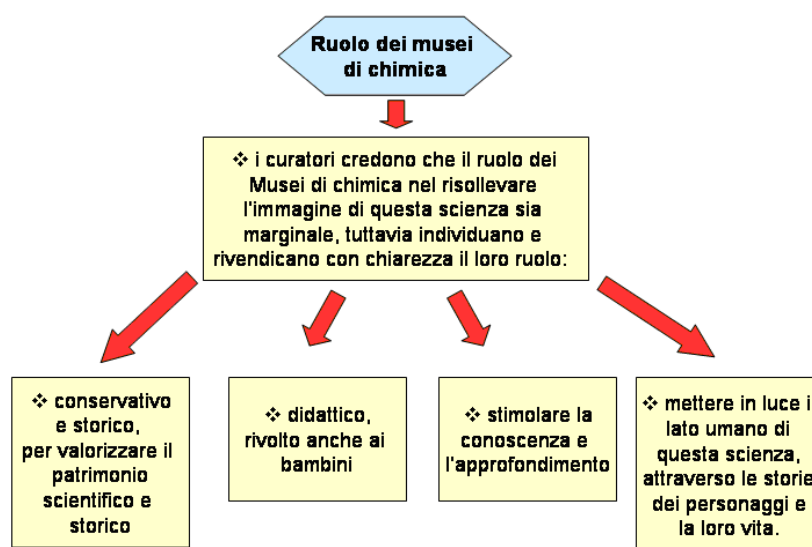 Ruolo dei musei
di chimica
❖ i curatori credono che il ruolo dei
Musei di chimica nel risollevare
l'immagine di questa scienza sia
marginale, tuttavia individuano e
rivendicano con chiarezza il loro ruolo:
❖ conservativo
e storico,
per valorizzare il
patrimonio
scientifico e
storico
❖ didattico,
rivolto anche ai
bambini
❖ stimolare la
conoscenza e
l'approfondimento
❖ mettere in luce i
lato umano di
questa scienza,
attraverso le storie
dei personaggi e
la loro vita.